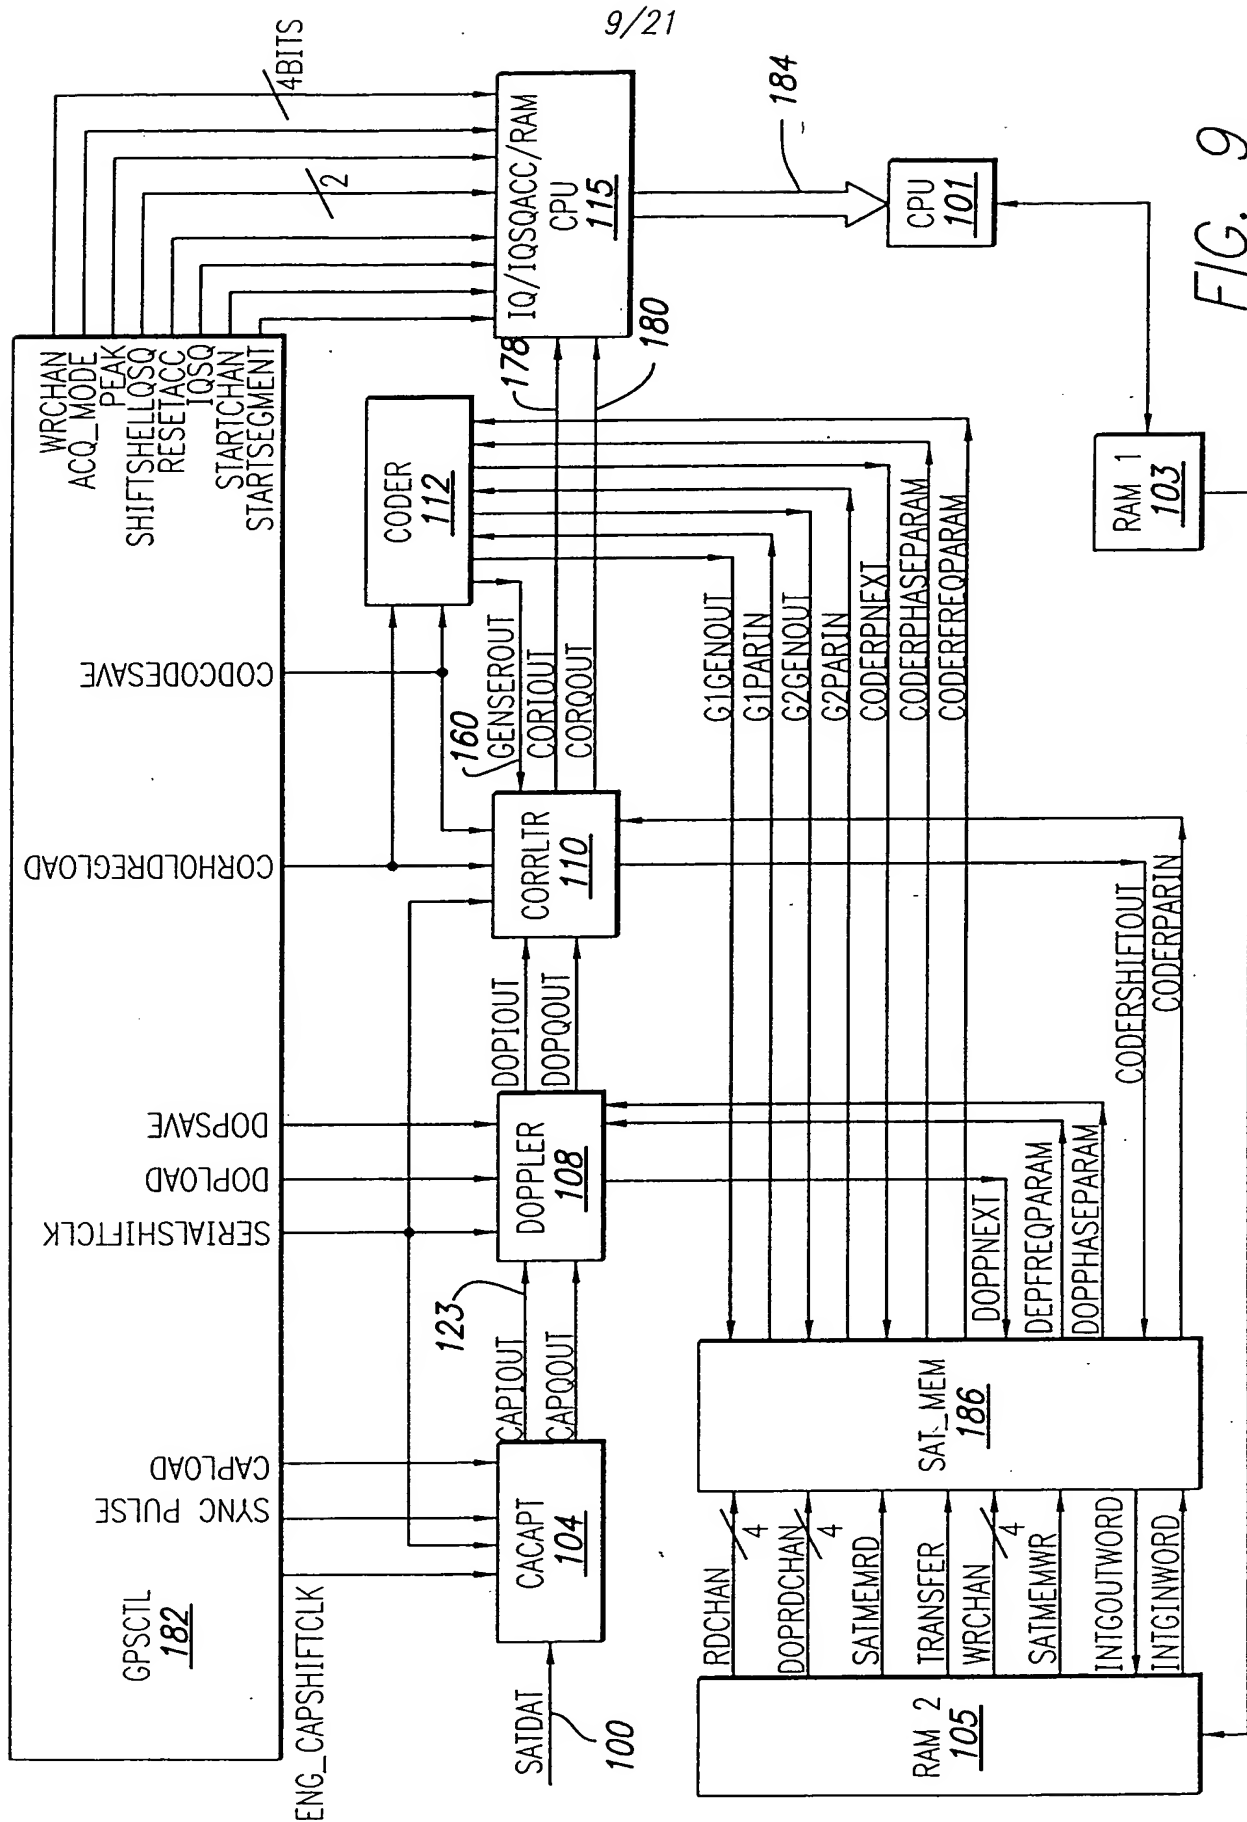 9/21
GPSCTL
182
ENG_CAPSHIFTCLK
SYNC PULSE
CAPLOAD
SERIALSHIFTCLK
DOPLOAD
DOPSAVE
CORHOLDREGLOAD
CODCODESAVE
WRCHAN
ACQ_MODE
PEAK
SHIFTSHELLQSQ
RESETACC
IQSQ
STARTCHAN
STARTSEGMENT
4BITS
2
SATDAT
100
CACAPT
104
CAPIOUT
CAPQOUT
123
DOPPLER
108
DOPIOUT
DOPQOUT
CORRLTR
110
160
GENSEROUT
CORIOUT
CORQOUT
CODER
112
178
180
IQ/IQSQACC/RAM
CPU
115
184
CPU
101
RAM 1
103
G1GENOUT
G1PARIN
G2GENOUT
G2PARIN
CODERPNEXT
CODERPHASEPARAM
CODERFREQPARAM
DOPPNEXT
DEPFREQPARAM
DOPPHASEPARAM
CODERSHIFTOUT
CODERPARIN
SAT_MEM
186
RDCHAN
4
DOPRDCHAN
4
SATMEMRD
TRANSFER
WRCHAN
4
SATMEMWR
INTGOUTWORD
INTGINWORD
RAM 2
105
FIG. 9